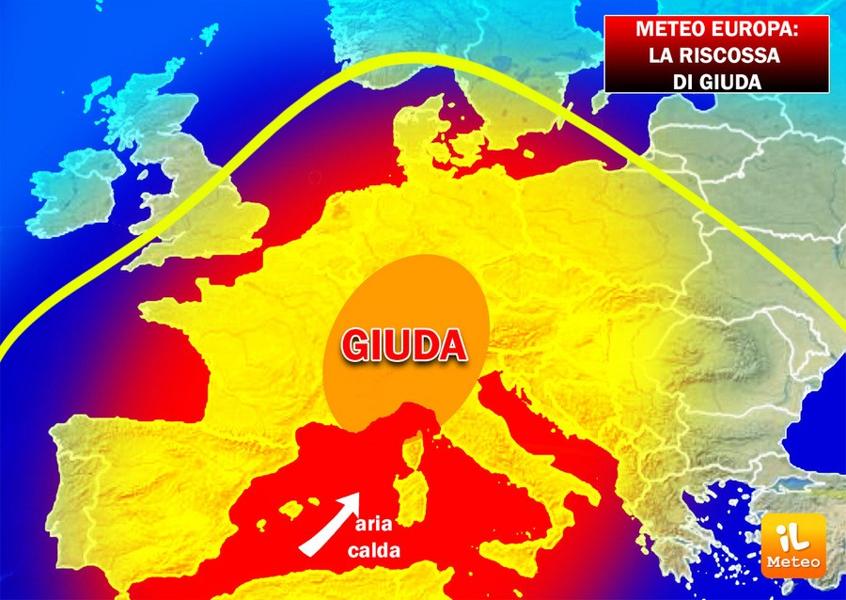 METEO EUROPA:
LA RISCOSSA
DI GIUDA
GIUDA
aria
calda
iL
Meteo